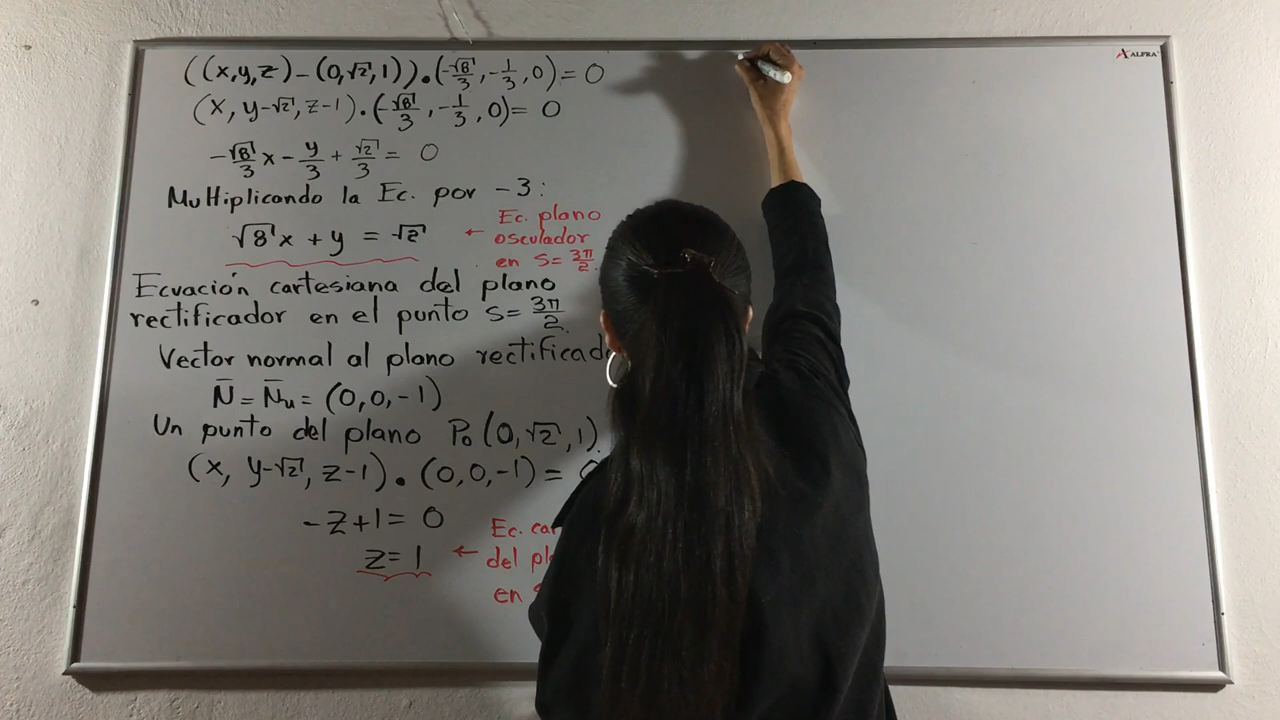 ((x,y,z)-(0,√2,1))•(-√8/3,-1/3,0)=0
(x, y-√2, z-1)•(-√8/3,-1/3,0)=0
-√8/3 x - y/3 + √2/3 = 0
Multiplicando la Ec. por -3:
√8 x + y = √2 ← Ec. plano
osculador
en s= 3π/2.
Ecuación cartesiana del plano
rectificador en el punto s= 3π/2.
Vector normal al plano
N̄ = N̄u = (0,0,-1)
Un punto del plano P₀(0,√2,1).
(x, y-√2, z-1)•(0,0,-1)=
-z+1=0
z=1 ← Ec.
del
en
ALFRA